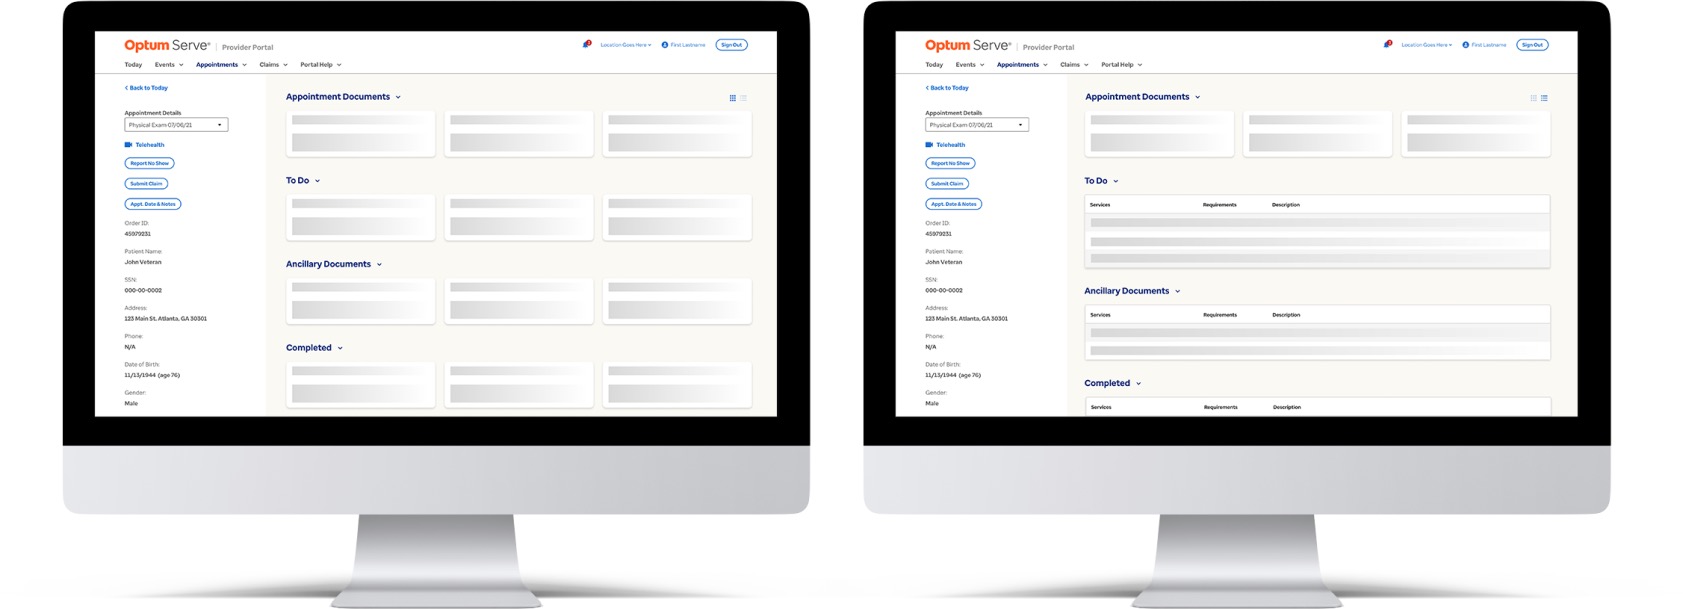 Optum Serve® | Provider Portal
2
Location Goes Here
First Lastname
Sign Out
Today Events Appointments Claims Portal Help
Back to Today
Appointment Details
Physical Exam 07/06/21
Telehealth
Report No Show
Submit Claim
Appt. Date & Notes
Order ID:
45979231
Patient Name:
John Veteran
SSN:
000-00-0002
Address:
123 Main St. Atlanta, GA 30301
Phone:
N/A
Date of Birth:
11/13/1944 (age 76)
Gender:
Male
Appointment Documents
To Do
Ancillary Documents
Completed
Optum Serve® | Provider Portal
2
Location Goes Here
First Lastname
Sign Out
Today Events Appointments Claims Portal Help
Back to Today
Appointment Details
Physical Exam 07/06/21
Telehealth
Report No Show
Submit Claim
Appt. Date & Notes
Order ID:
45979231
Patient Name:
John Veteran
SSN:
000-00-0002
Address:
123 Main St. Atlanta, GA 30301
Phone:
N/A
Date of Birth:
11/13/1944 (age 76)
Gender:
Male
Appointment Documents
To Do
Services Requirements Description
Ancillary Documents
Services Requirements Description
Completed
Services Requirements Description